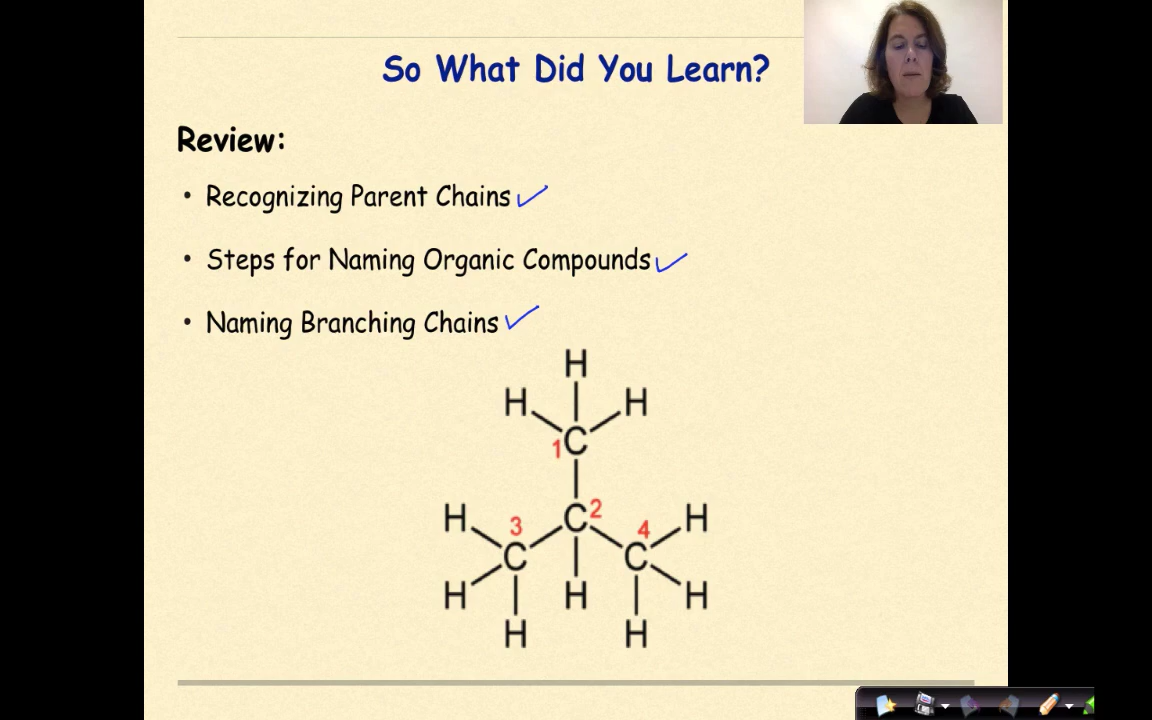 So What Did You Learn?
Review:
• Recognizing Parent Chains
• Steps for Naming Organic Compounds
• Naming Branching Chains
H
H H
1C
C2
H 3 4 H
C C
H H H
H H